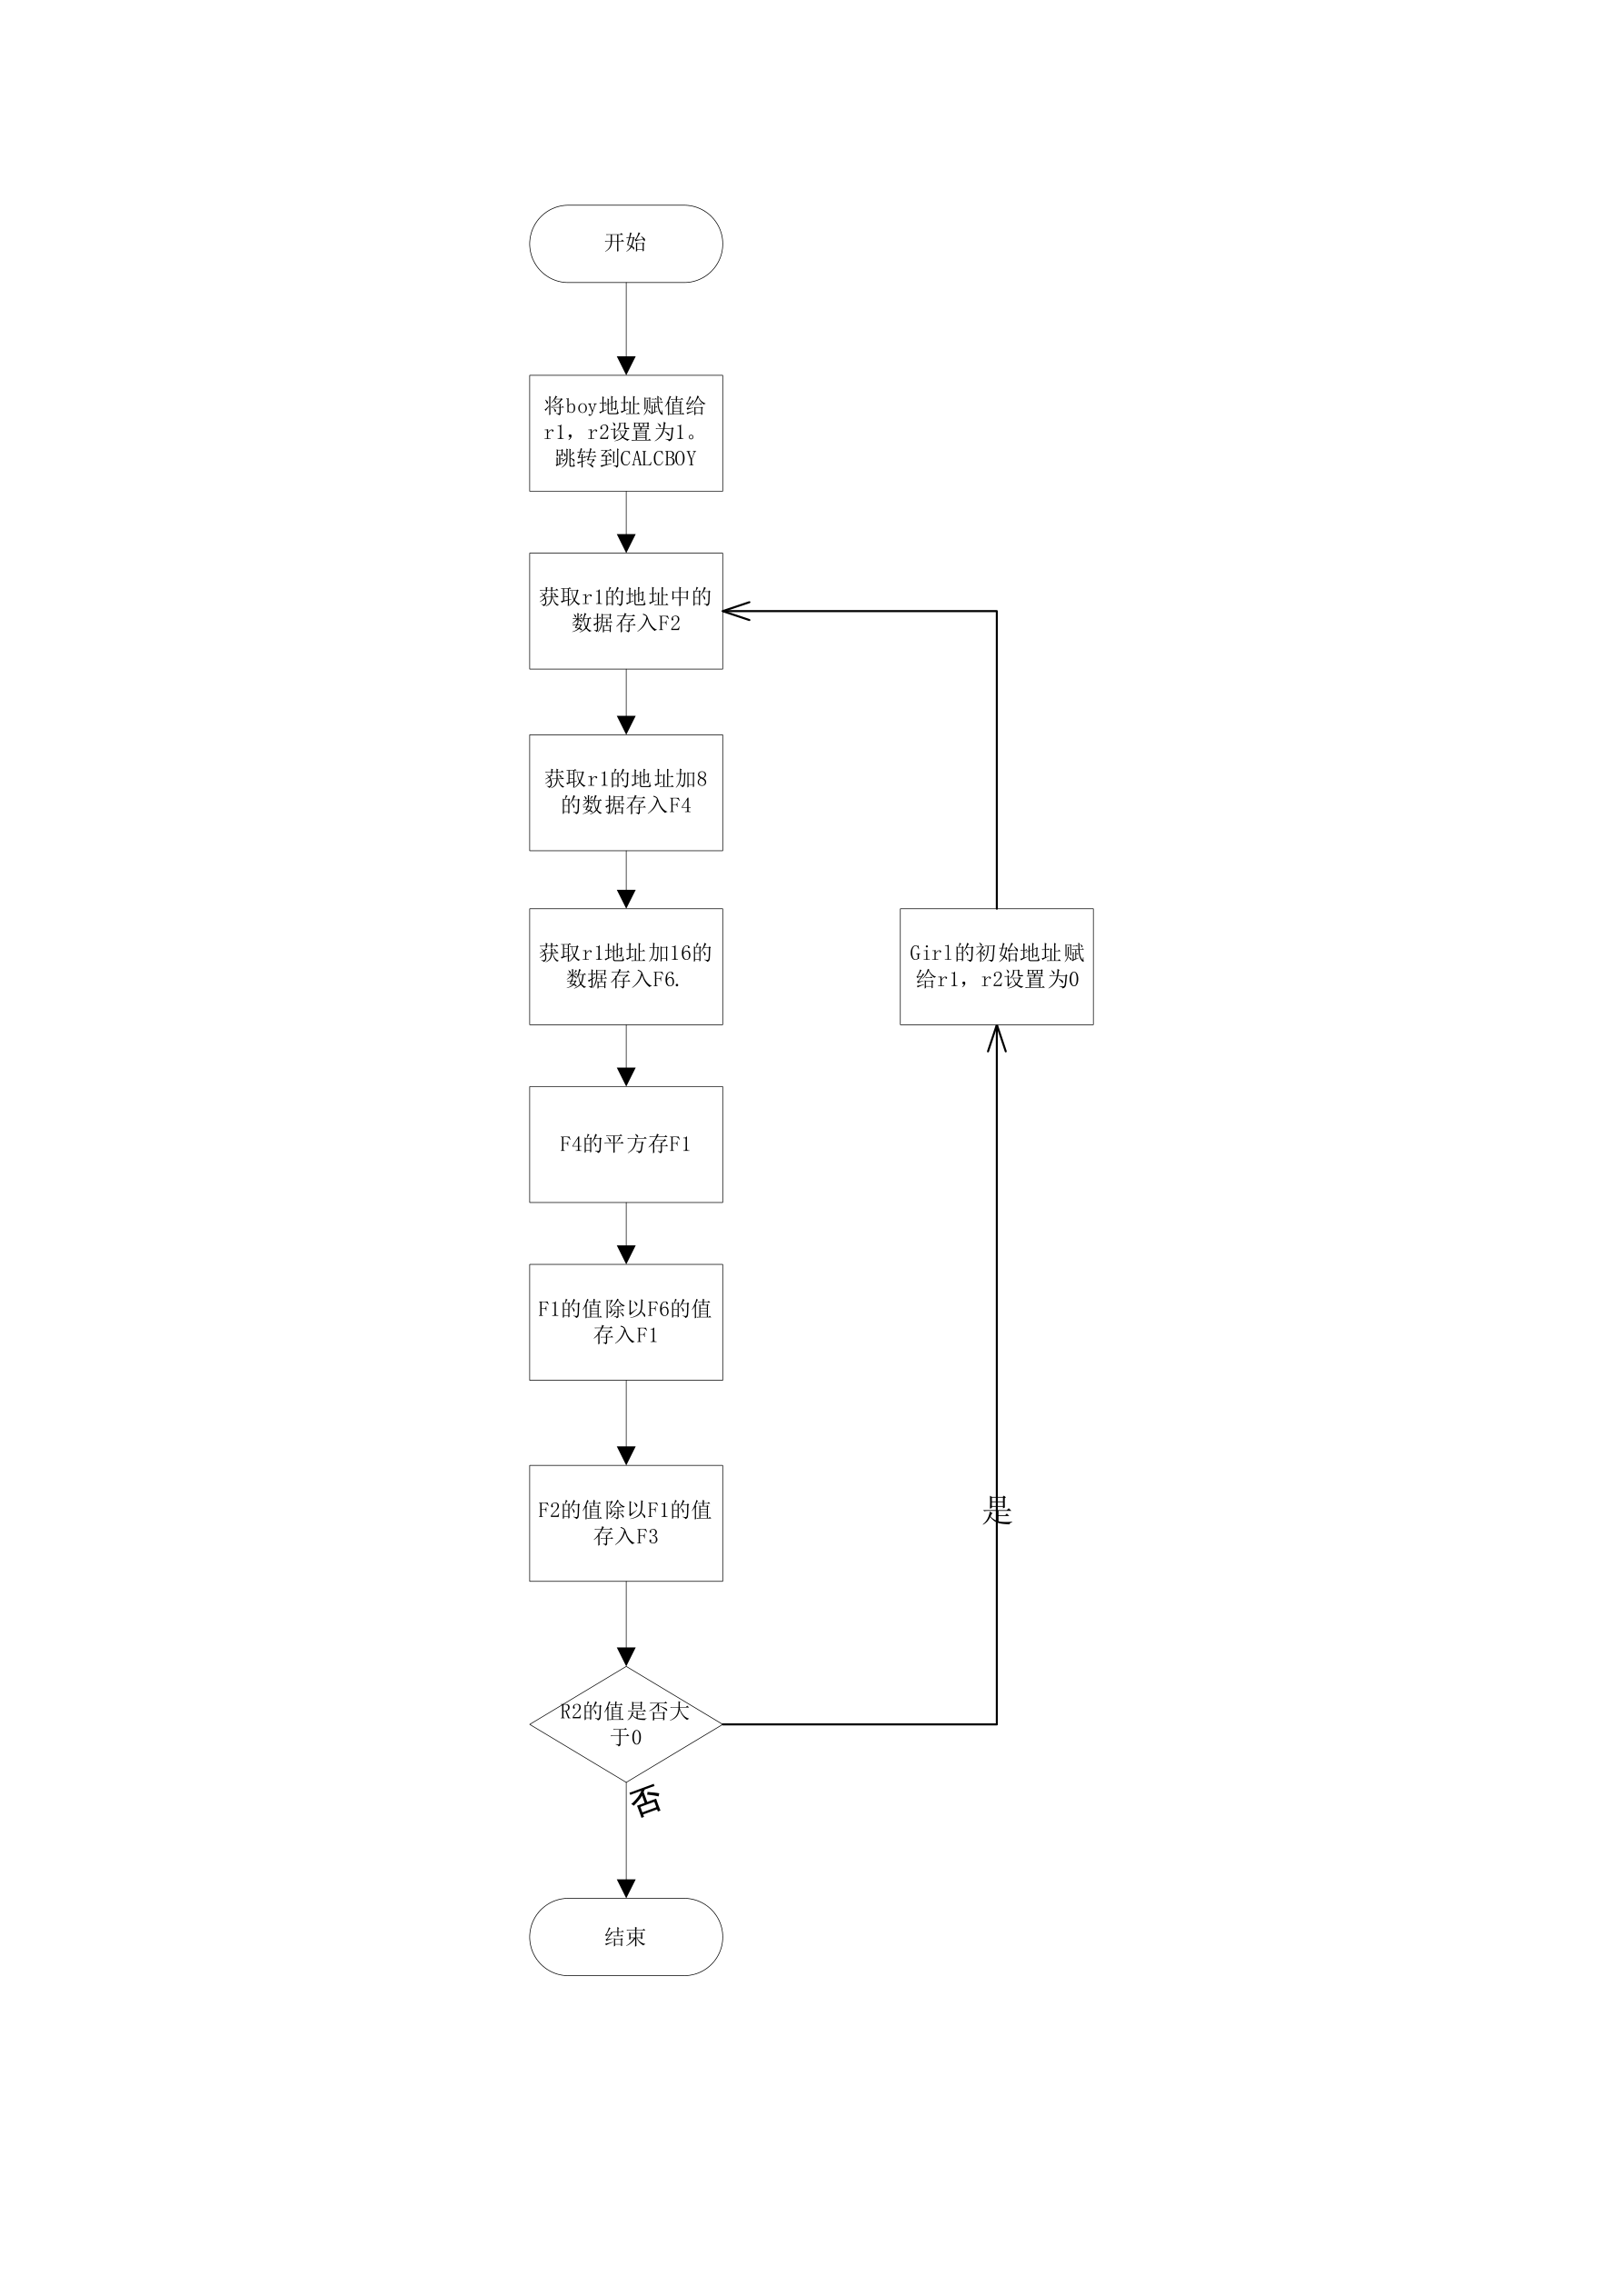 开始
将boy地址赋值给
r1，r2设置为1。
跳转到CALCBOY
获取r1的地址中的
数据存入F2
获取r1的地址加8
的数据存入F4
获取r1地址加16的
数据存入F6.
Girl的初始地址赋
给r1，r2设置为0
F4的平方存F1
F1的值除以F6的值
存入F1
F2的值除以F1的值
存入F3
是
R2的值是否大
于0
否
结束